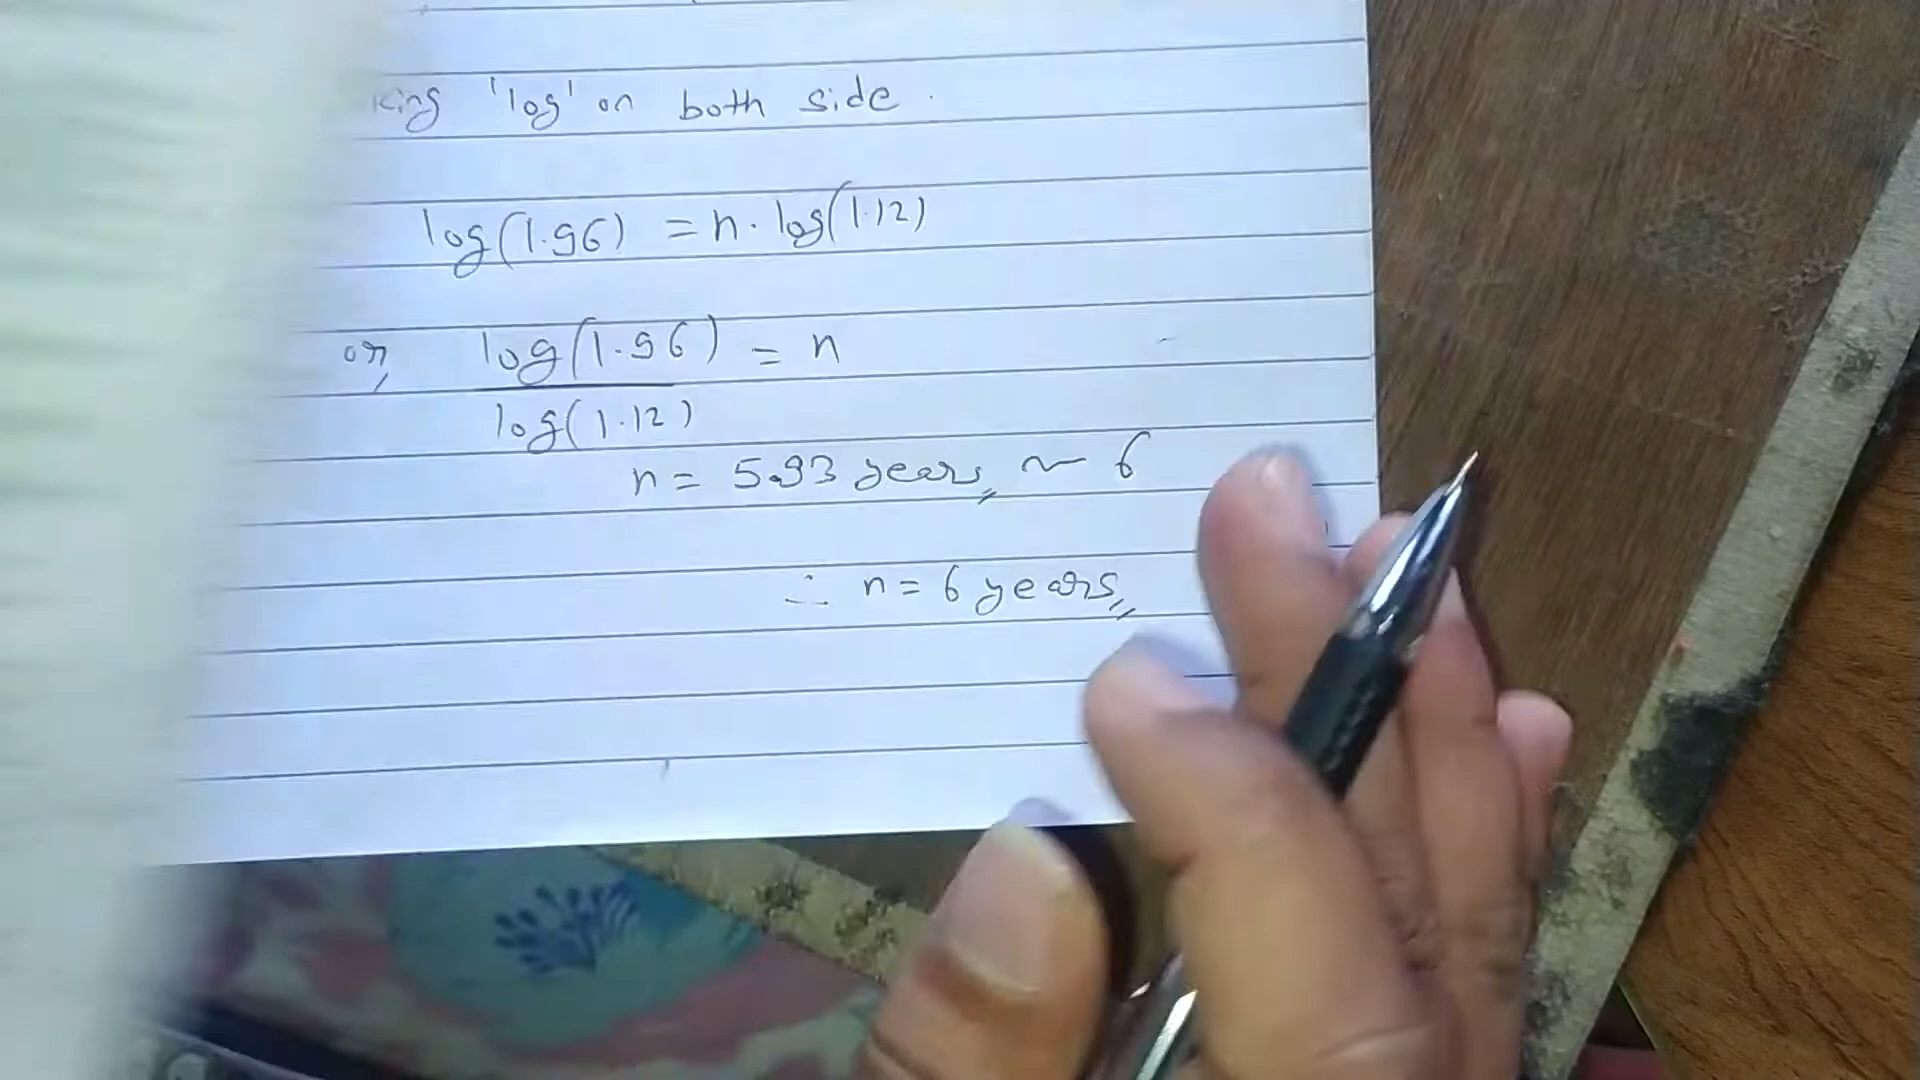 'log' on both side.
log(1.96) = n. log(1.12)
or, log(1.96) = n
log(1.12)
n = 5.93 years, ~ 6
∴ n = 6 years,,